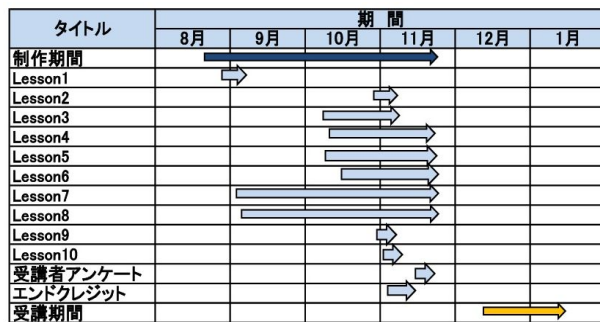 タイトル
期 間
8月 9月 10月 11月 12月 1月
制作期間
Lesson1
Lesson2
Lesson3
Lesson4
Lesson5
Lesson6
Lesson7
Lesson8
Lesson9
Lesson10
受講者アンケート
エンドクレジット
受講期間